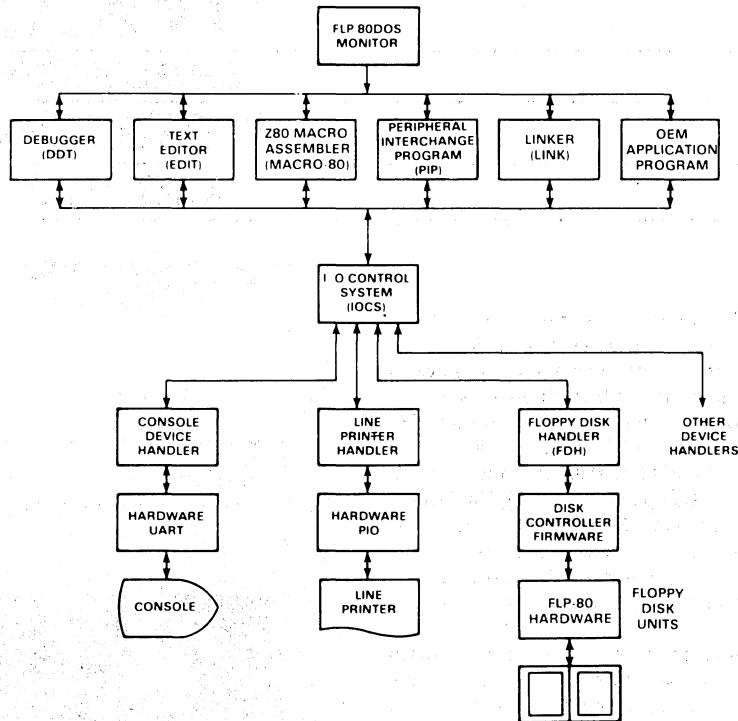 FLP 80DOS
MONITOR
DEBUGGER
(DDT)
TEXT
EDITOR
(EDIT)
Z80 MACRO
ASSEMBLER
(MACRO-80)
PERIPHERAL
INTERCHANGE
PROGRAM
(PIP)
LINKER
(LINK)
OEM
APPLICATION
PROGRAM
I O CONTROL
SYSTEM
(IOCS)
CONSOLE
DEVICE
HANDLER
LINE
PRINTER
HANDLER
FLOPPY DISK
HANDLER
(FDH)
OTHER
DEVICE
HANDLERS
HARDWARE
UART
HARDWARE
PIO
DISK
CONTROLLER
FIRMWARE
CONSOLE
LINE
PRINTER
FLP-80
HARDWARE
FLOPPY
DISK
UNITS